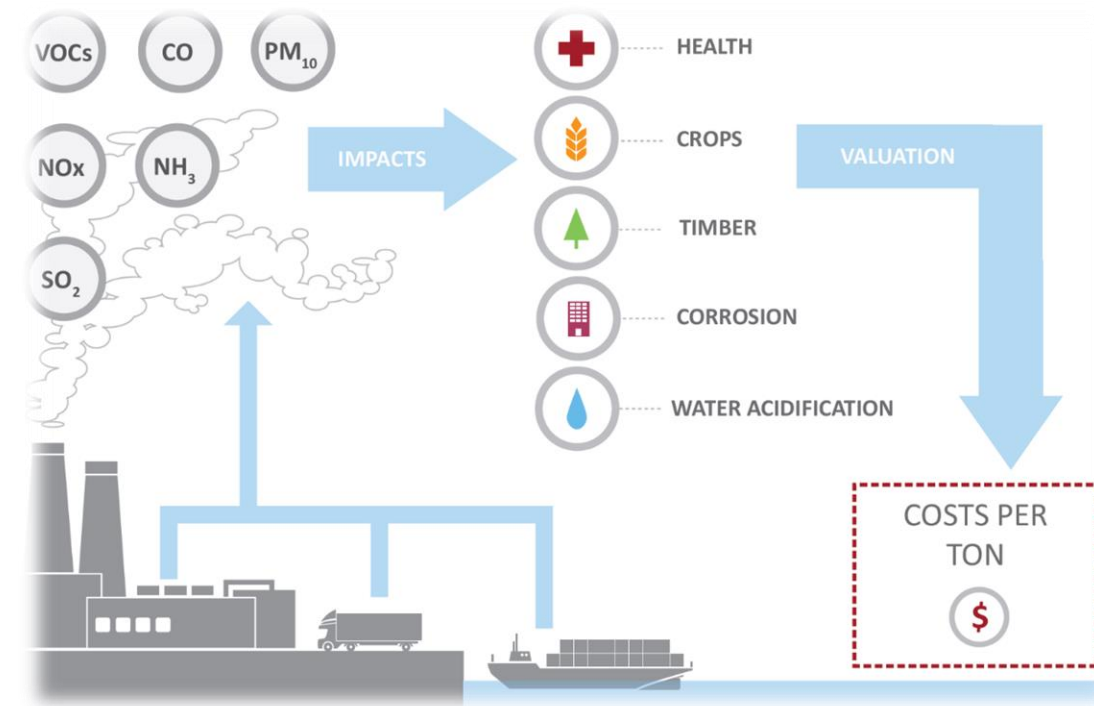 VOCs
CO
PM10
NOx
NH3
SO2
IMPACTS
HEALTH
CROPS
TIMBER
CORROSION
WATER ACIDIFICATION
VALUATION
COSTS PER
TON
$